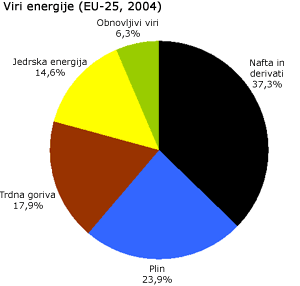 Viri energije (EU-25, 2004)
Obnovljivi viri
6,3%
Jedrska energija
14,6%
Nafta in
derivati
37,3%
Trdna goriva
17,9%
Plin
23,9%